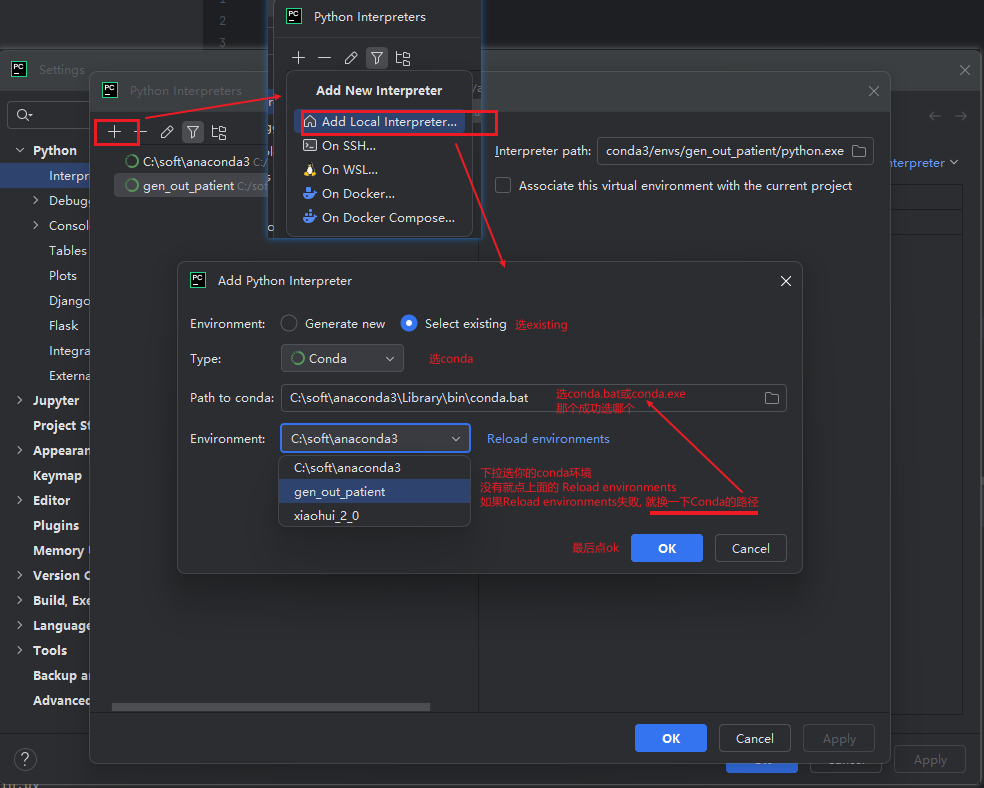 1
2
3
PC Python Interpreters
Add New Interpreter
Add Local Interpreter...
On SSH...
On WSL...
On Docker...
On Docker Compose...
PC Settings
PC Python Interpreters
C:\soft\anaconda3 C:/
gen_out_patient C:/sof
Interpreter path: conda3/envs/gen_out_patient/python.exe
Associate this virtual environment with the current project
Python
Interpr
Debug
Consol
Tables
Plots
Django
Flask
Integra
Externa
Jupyter
Project St
Appearan
Keymap
Editor
Plugins
Memory
Version C
Build, Exe
Language
Tools
Backup a
Advanced
nterpreter
PC Add Python Interpreter
Environment: Generate new Select existing 选existing
Type: Conda 选conda
Path to conda: C:\soft\anaconda3\Library\bin\conda.bat 选conda.bat或conda.exe
那个成功选哪个
Environment: C:\soft\anaconda3 Reload environments
C:\soft\anaconda3
gen_out_patient
xiaohui_2_0
下拉选你的conda环境
没有就点上面的 Reload environments
如果Reload environments失败, 就换一下Conda的路径
最后点ok OK Cancel
OK Cancel Apply
? Apply